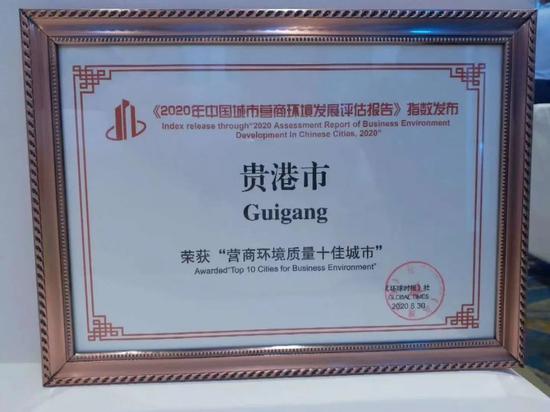 《2020年中国城市营商环境发展评估报告》指数发布
Index release through"2020 Assessment Report of Business Environment
Development in Chinese Cities, 2020"
贵港市
Guigang
荣获“营商环境质量十佳城市”
Awarded"Top 10 Cities for Business Environment"
《环球时报》社
GLOBAL TIMES
2020.8.30